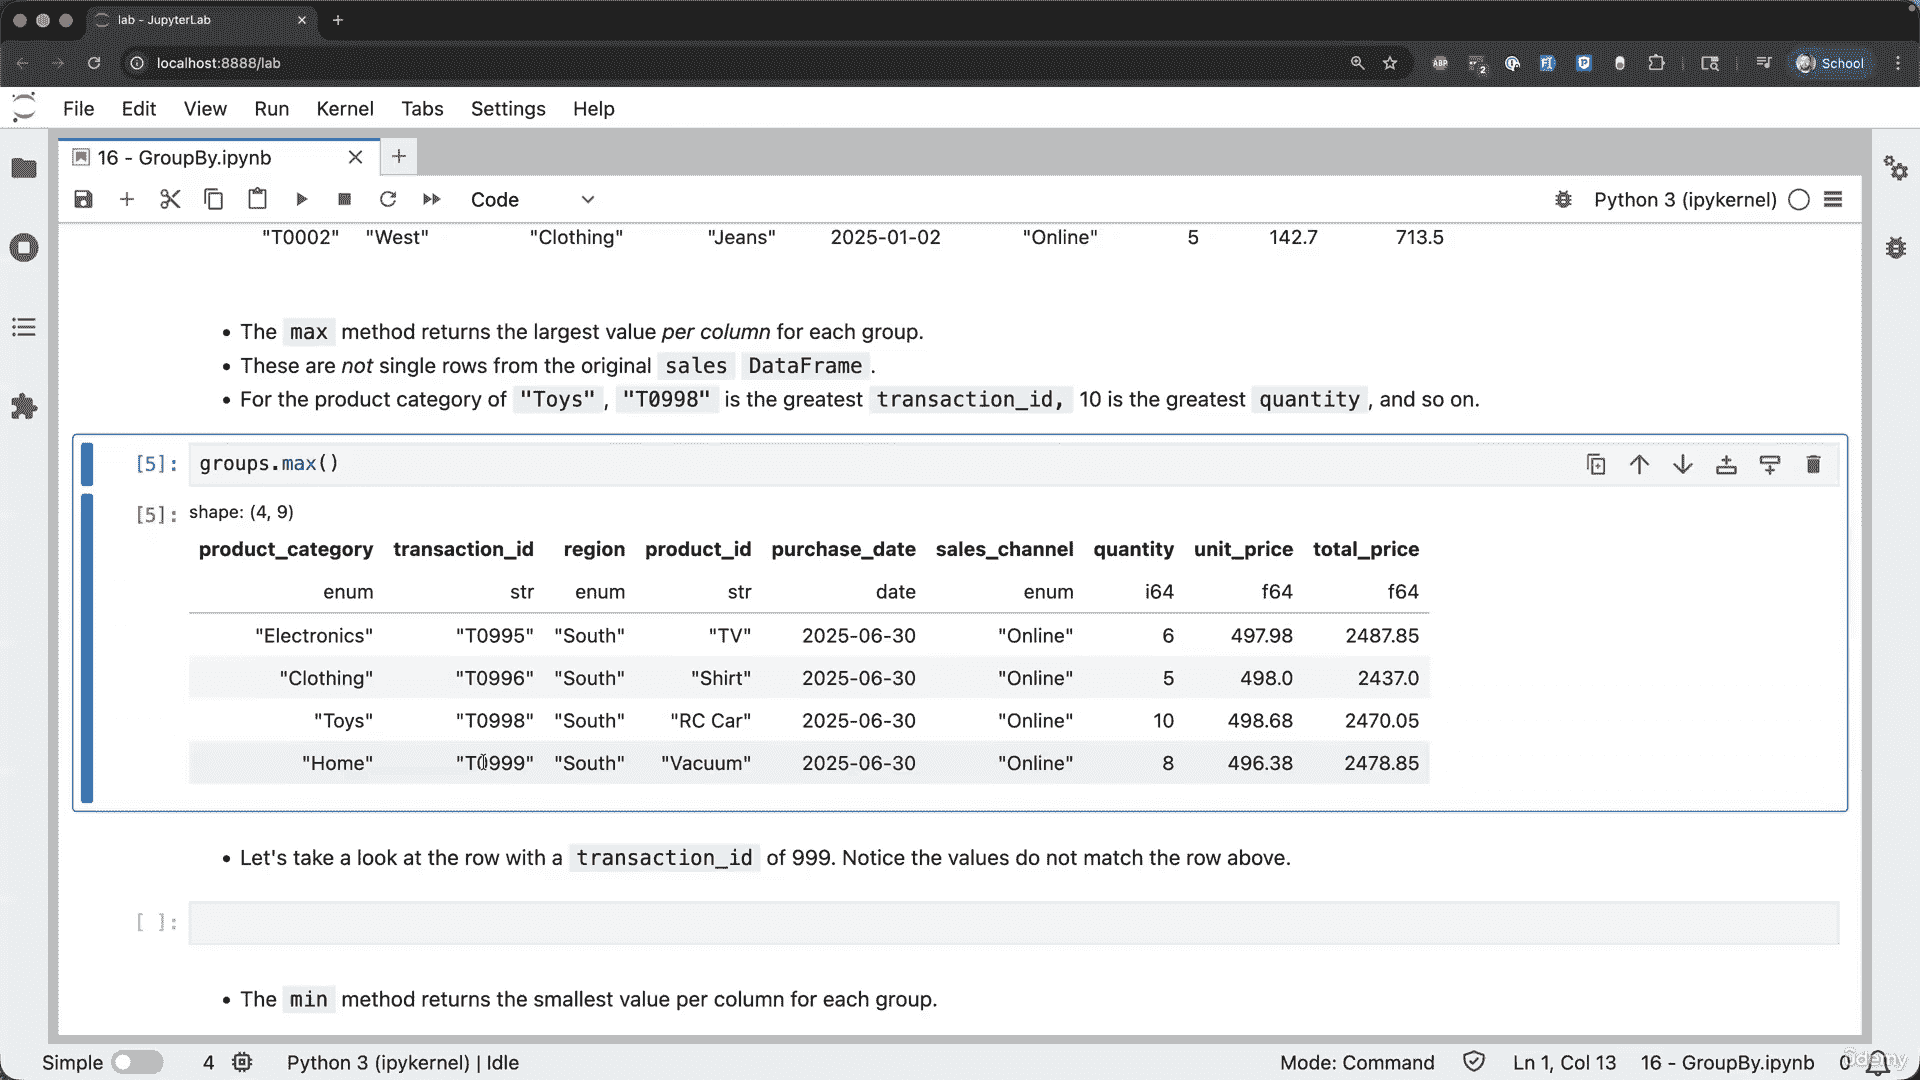 lab - JupyterLab
localhost:8888/lab
ABP
2
School
File Edit View Run Kernel Tabs Settings Help
16 - GroupBy.ipynb
Code
Python 3 (ipykernel)
"T0002" "West" "Clothing" "Jeans" 2025-01-02 "Online" 5 142.7 713.5
• The max method returns the largest value per column for each group.
• These are not single rows from the original sales DataFrame .
• For the product category of "Toys" , "T0998" is the greatest transaction_id, 10 is the greatest quantity , and so on.
[5]: groups.max()
[5]: shape: (4, 9)
product_category transaction_id region product_id purchase_date sales_channel quantity unit_price total_price
enum str enum str date enum i64 f64 f64
"Electronics" "T0995" "South" "TV" 2025-06-30 "Online" 6 497.98 2487.85
"Clothing" "T0996" "South" "Shirt" 2025-06-30 "Online" 5 498.0 2437.0
"Toys" "T0998" "South" "RC Car" 2025-06-30 "Online" 10 498.68 2470.05
"Home" "T0999" "South" "Vacuum" 2025-06-30 "Online" 8 496.38 2478.85
• Let's take a look at the row with a transaction_id of 999. Notice the values do not match the row above.
[ ]:
• The min method returns the smallest value per column for each group.
Simple 4 Python 3 (ipykernel) | Idle Mode: Command Ln 1, Col 13 16 - GroupBy.ipynb 0
udemy